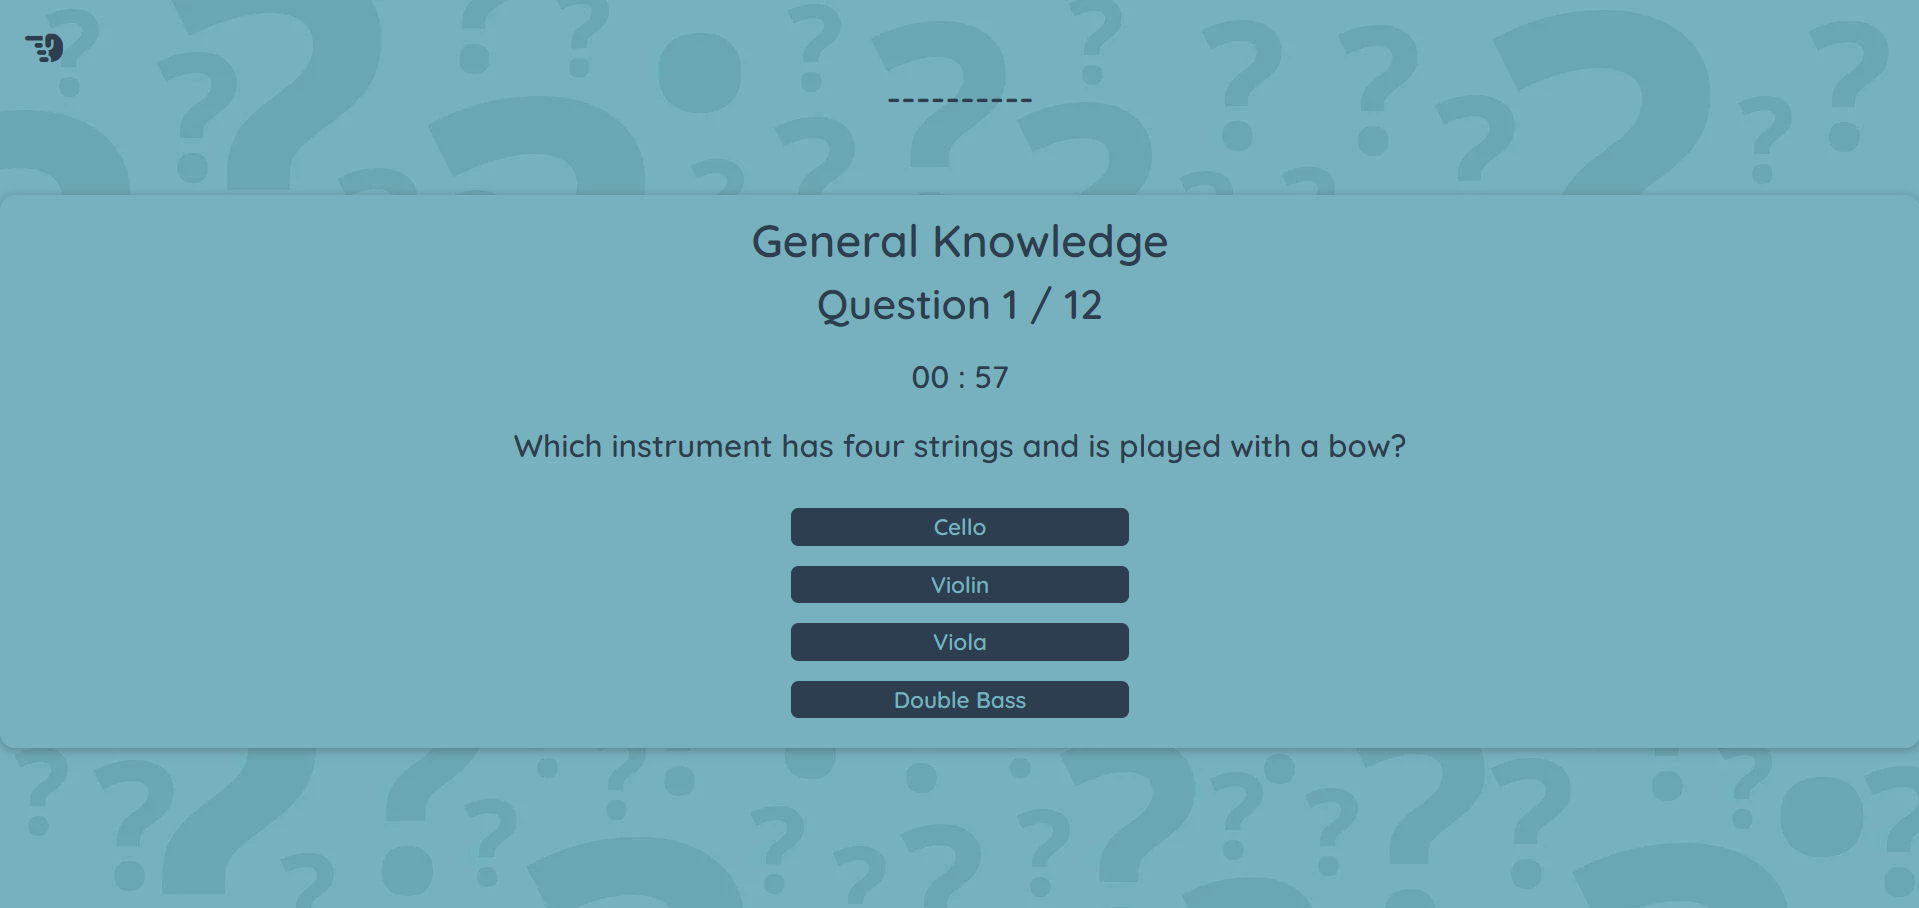 ----------
General Knowledge
Question 1 / 12
00 : 57
Which instrument has four strings and is played with a bow?
Cello
Violin
Viola
Double Bass